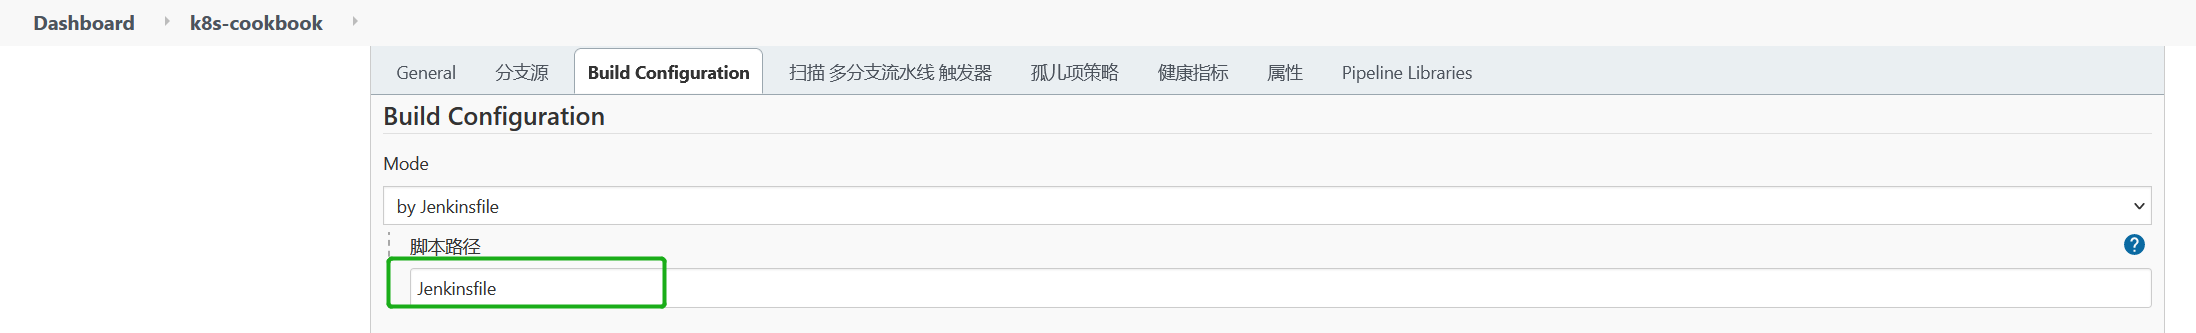 Dashboard k8s-cookbook
General 分支源 Build Configuration 扫描 多分支流水线 触发器 孤儿项策略 健康指标 属性 Pipeline Libraries
Build Configuration
Mode
by Jenkinsfile
脚本路径
?
Jenkinsfile